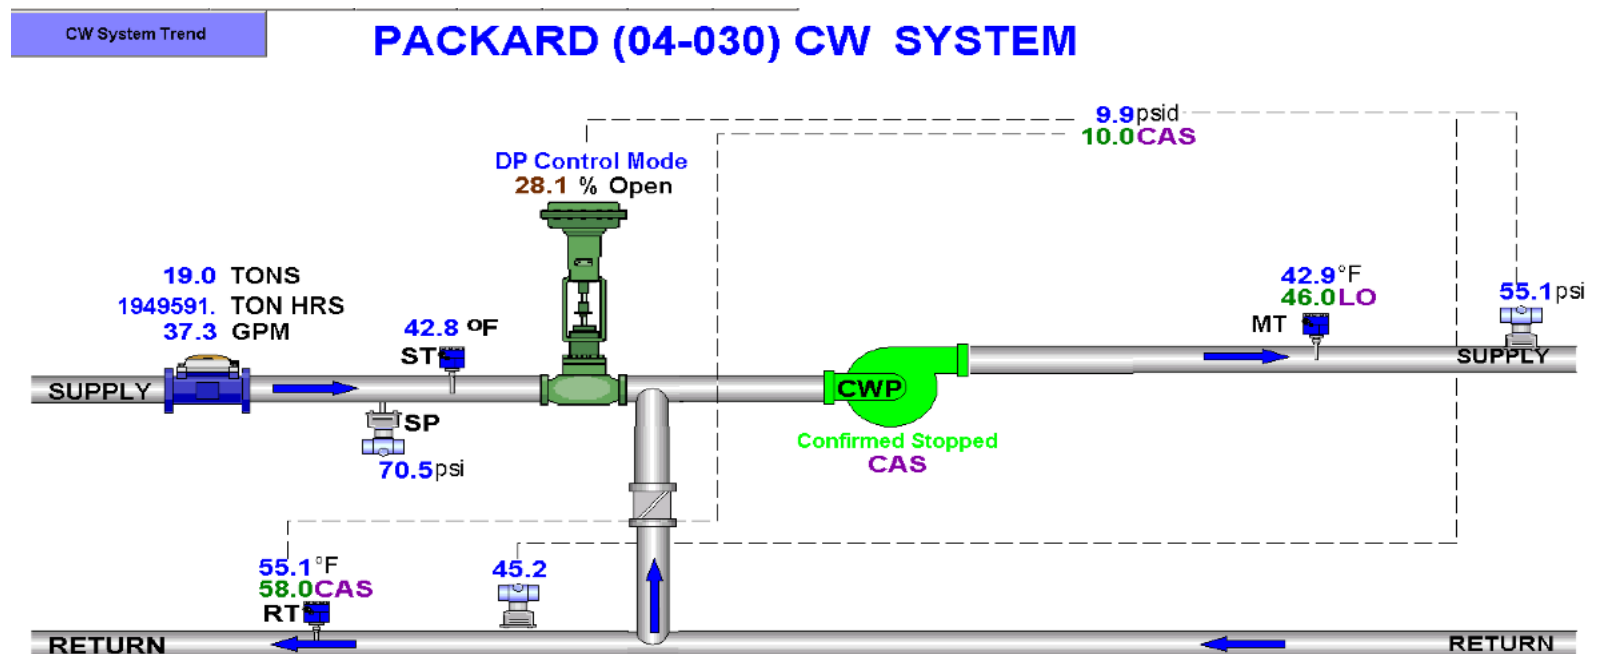 CW System Trend
PACKARD (04-030) CW SYSTEM
9.9psid
10.0CAS
DP Control Mode
28.1 % Open
19.0 TONS
1949591. TON HRS
37.3 GPM
42.8 °F
ST
42.9°F
46.0LO
MT
55.1psi
SUPPLY
SUPPLY
CWP
SP
70.5psi
Confirmed Stopped
CAS
55.1°F
58.0CAS
RT
45.2
RETURN
RETURN